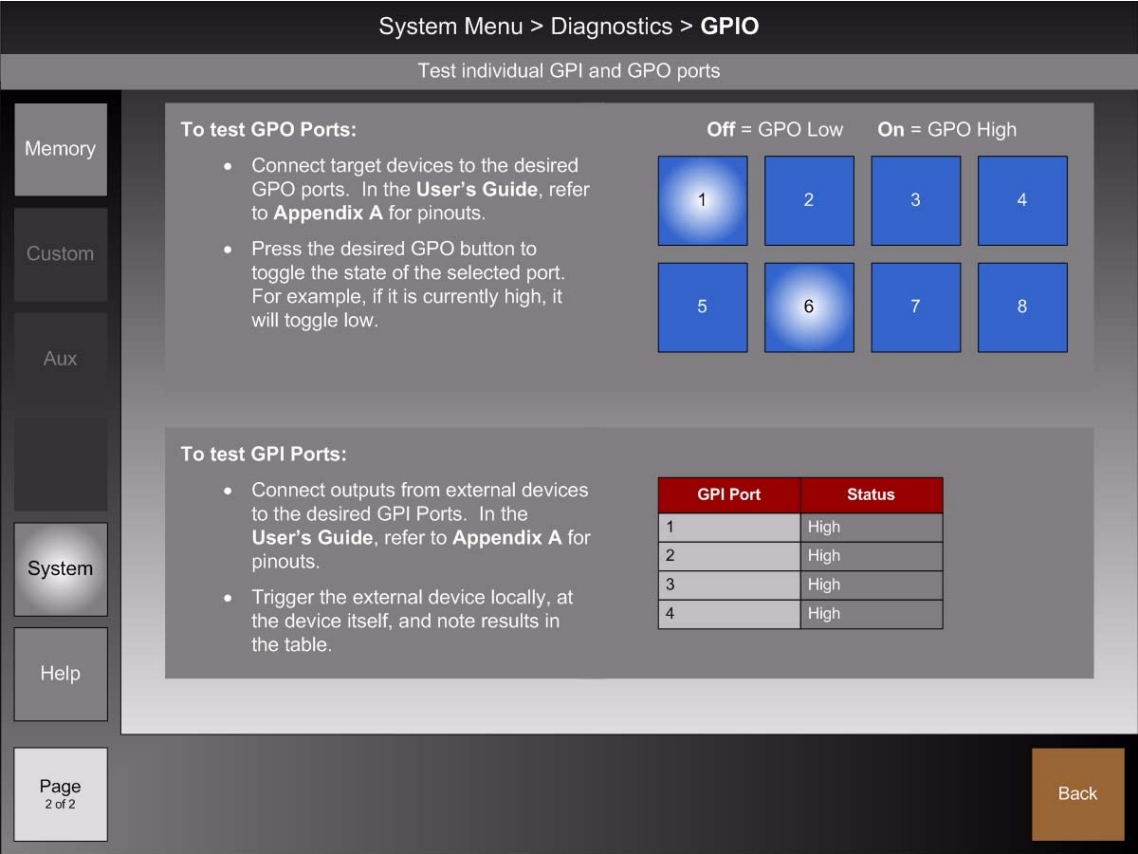 System Menu > Diagnostics > GPIO
Test individual GPI and GPO ports
Memory
Custom
Aux
System
Help
Page
2 of 2
To test GPO Ports:
• Connect target devices to the desired
GPO ports. In the User's Guide, refer
to Appendix A for pinouts.
• Press the desired GPO button to
toggle the state of the selected port.
For example, if it is currently high, it
will toggle low.
Off = GPO Low On = GPO High
1 2 3 4
5 6 7 8
To test GPI Ports:
• Connect outputs from external devices
to the desired GPI Ports. In the
User's Guide, refer to Appendix A for
pinouts.
• Trigger the external device locally, at
the device itself, and note results in
the table.
GPI Port Status
1 High
2 High
3 High
4 High
Back